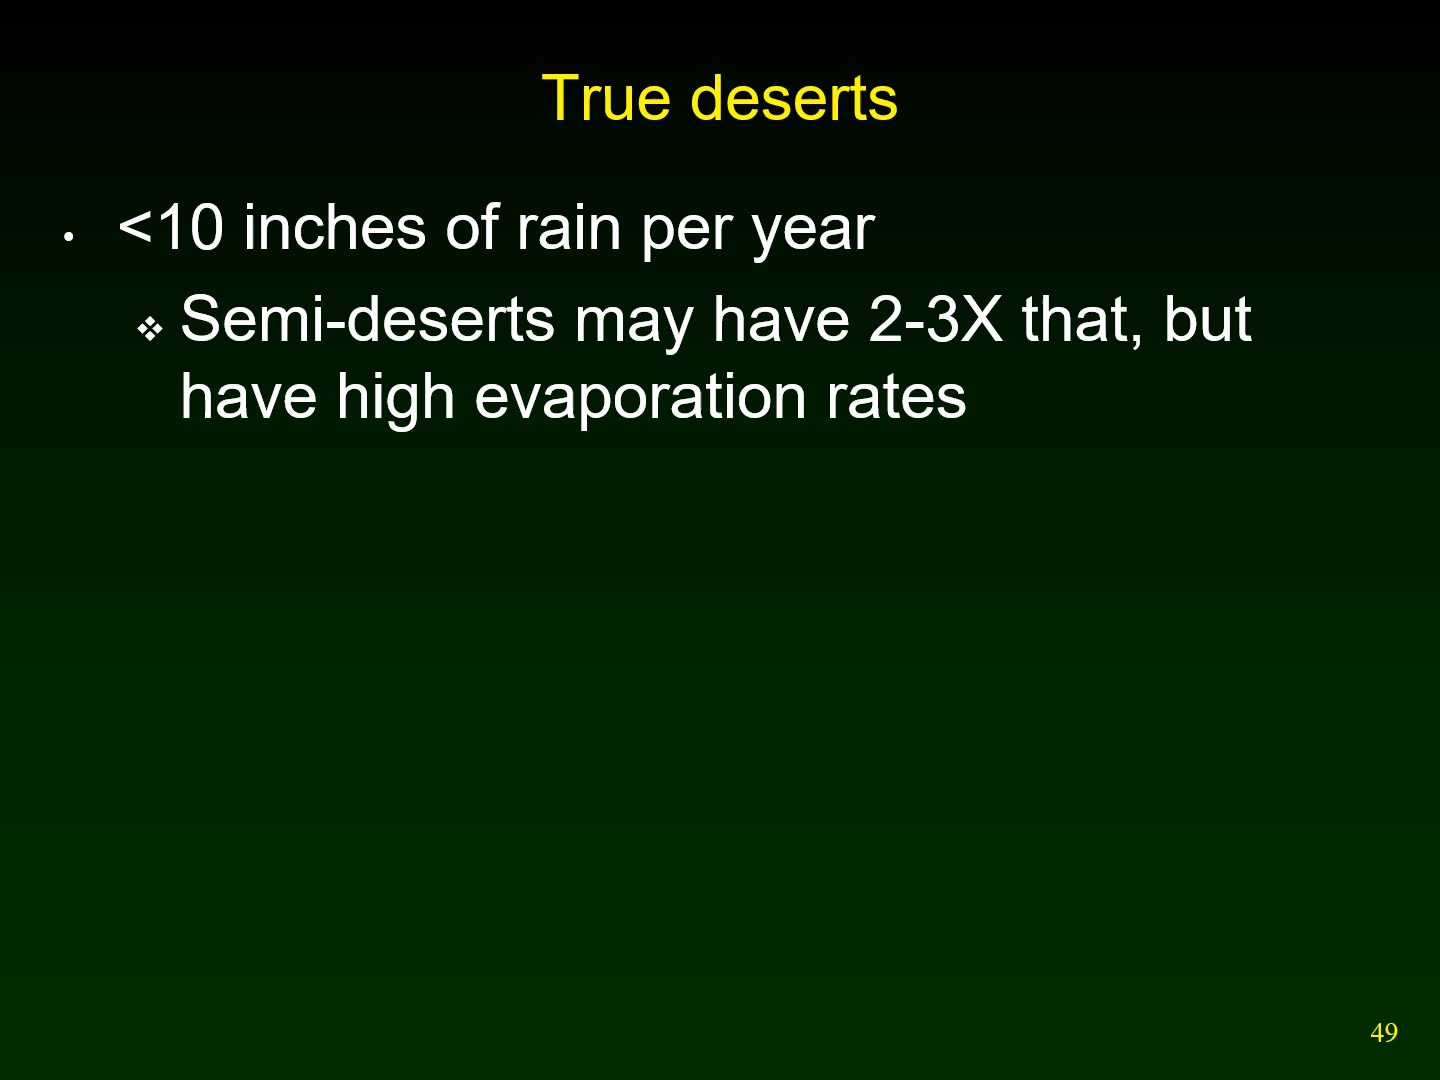 True deserts
• <10 inches of rain per year
❖ Semi-deserts may have 2-3X that, but
have high evaporation rates
49